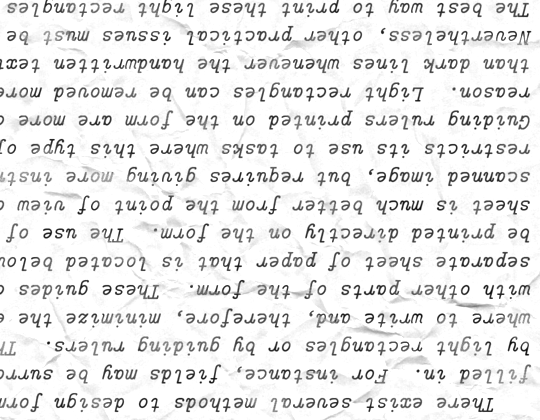 There exist several methods to design form
filled in. For instance, fields may be surro
by light rectangles or by guiding rulers. Th
where to write and, therefore, minimize the
with other parts of the form. These guides
separate sheet of paper that is located belo
be printed directly on the form. The use of
sheet is much better from the point of view o
scanned image, but requires giving more instr
restricts its use to tasks where this type of
Guiding rulers printed on the form are more
reason. Light rectangles can be removed more
than dark lines whenever the handwritten text
Nevertheless, other practical issues must be
The best way to print these light rectangles